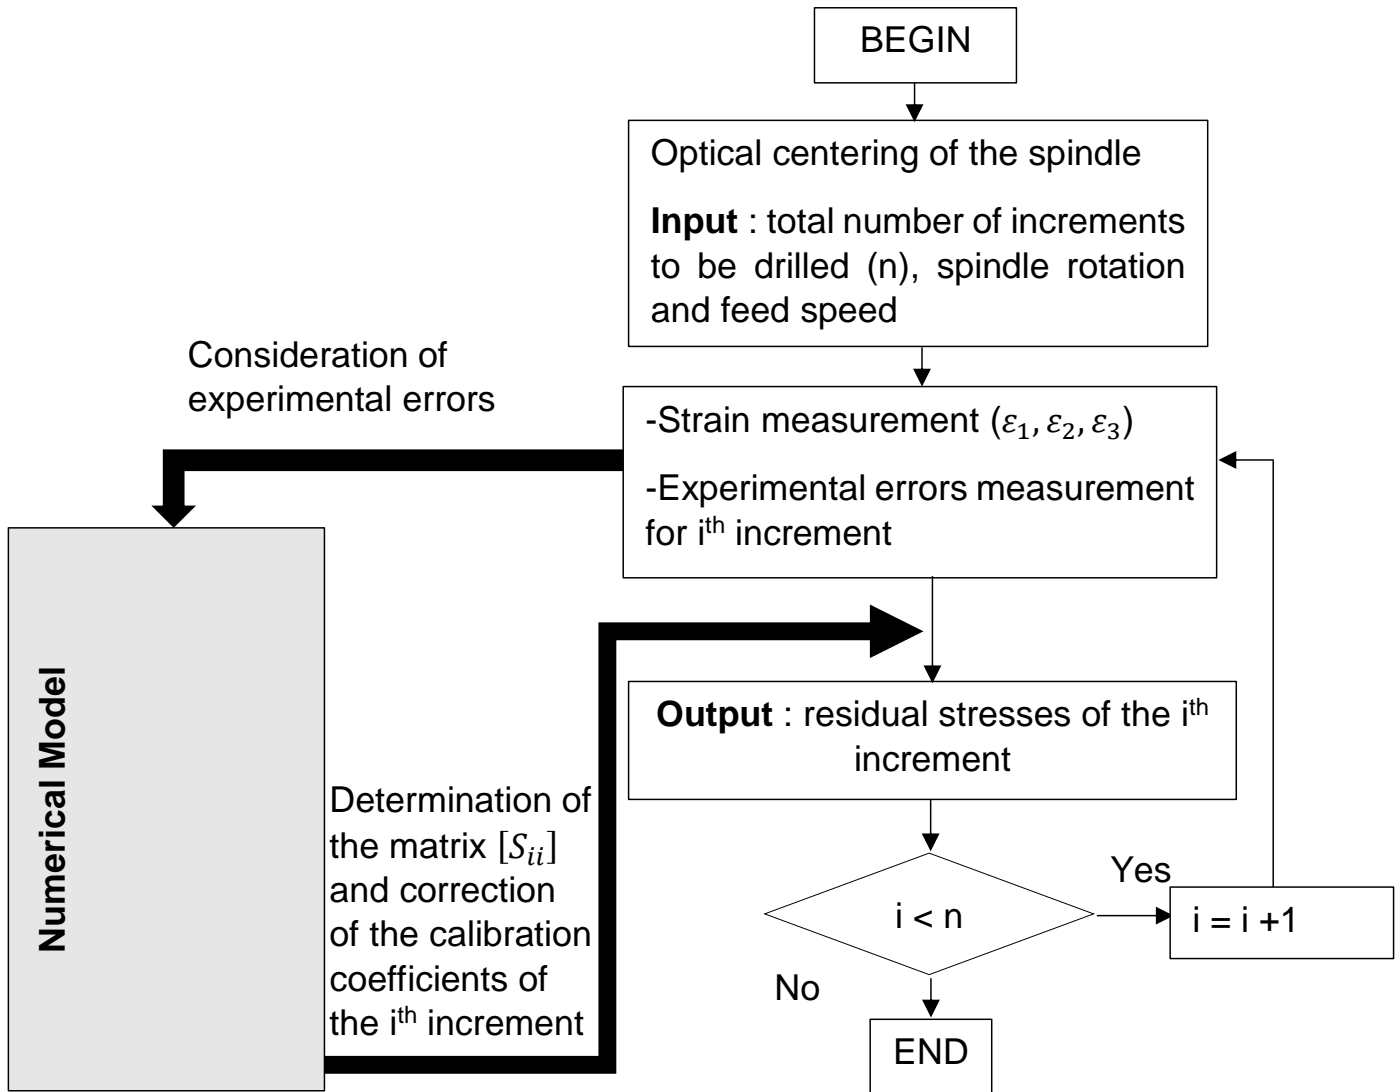 BEGIN
Optical centering of the spindle
Input : total number of increments
to be drilled (n), spindle rotation
and feed speed
Consideration of
experimental errors
-Strain measurement (ε₁, ε₂, ε₃)
-Experimental errors measurement
for iᵗʰ increment
Numerical Model
Output : residual stresses of the iᵗʰ
increment
Determination of
the matrix [Sᵢᵢ]
and correction
of the calibration
coefficients of
the iᵗʰ increment
i < n
Yes
i = i +1
No
END